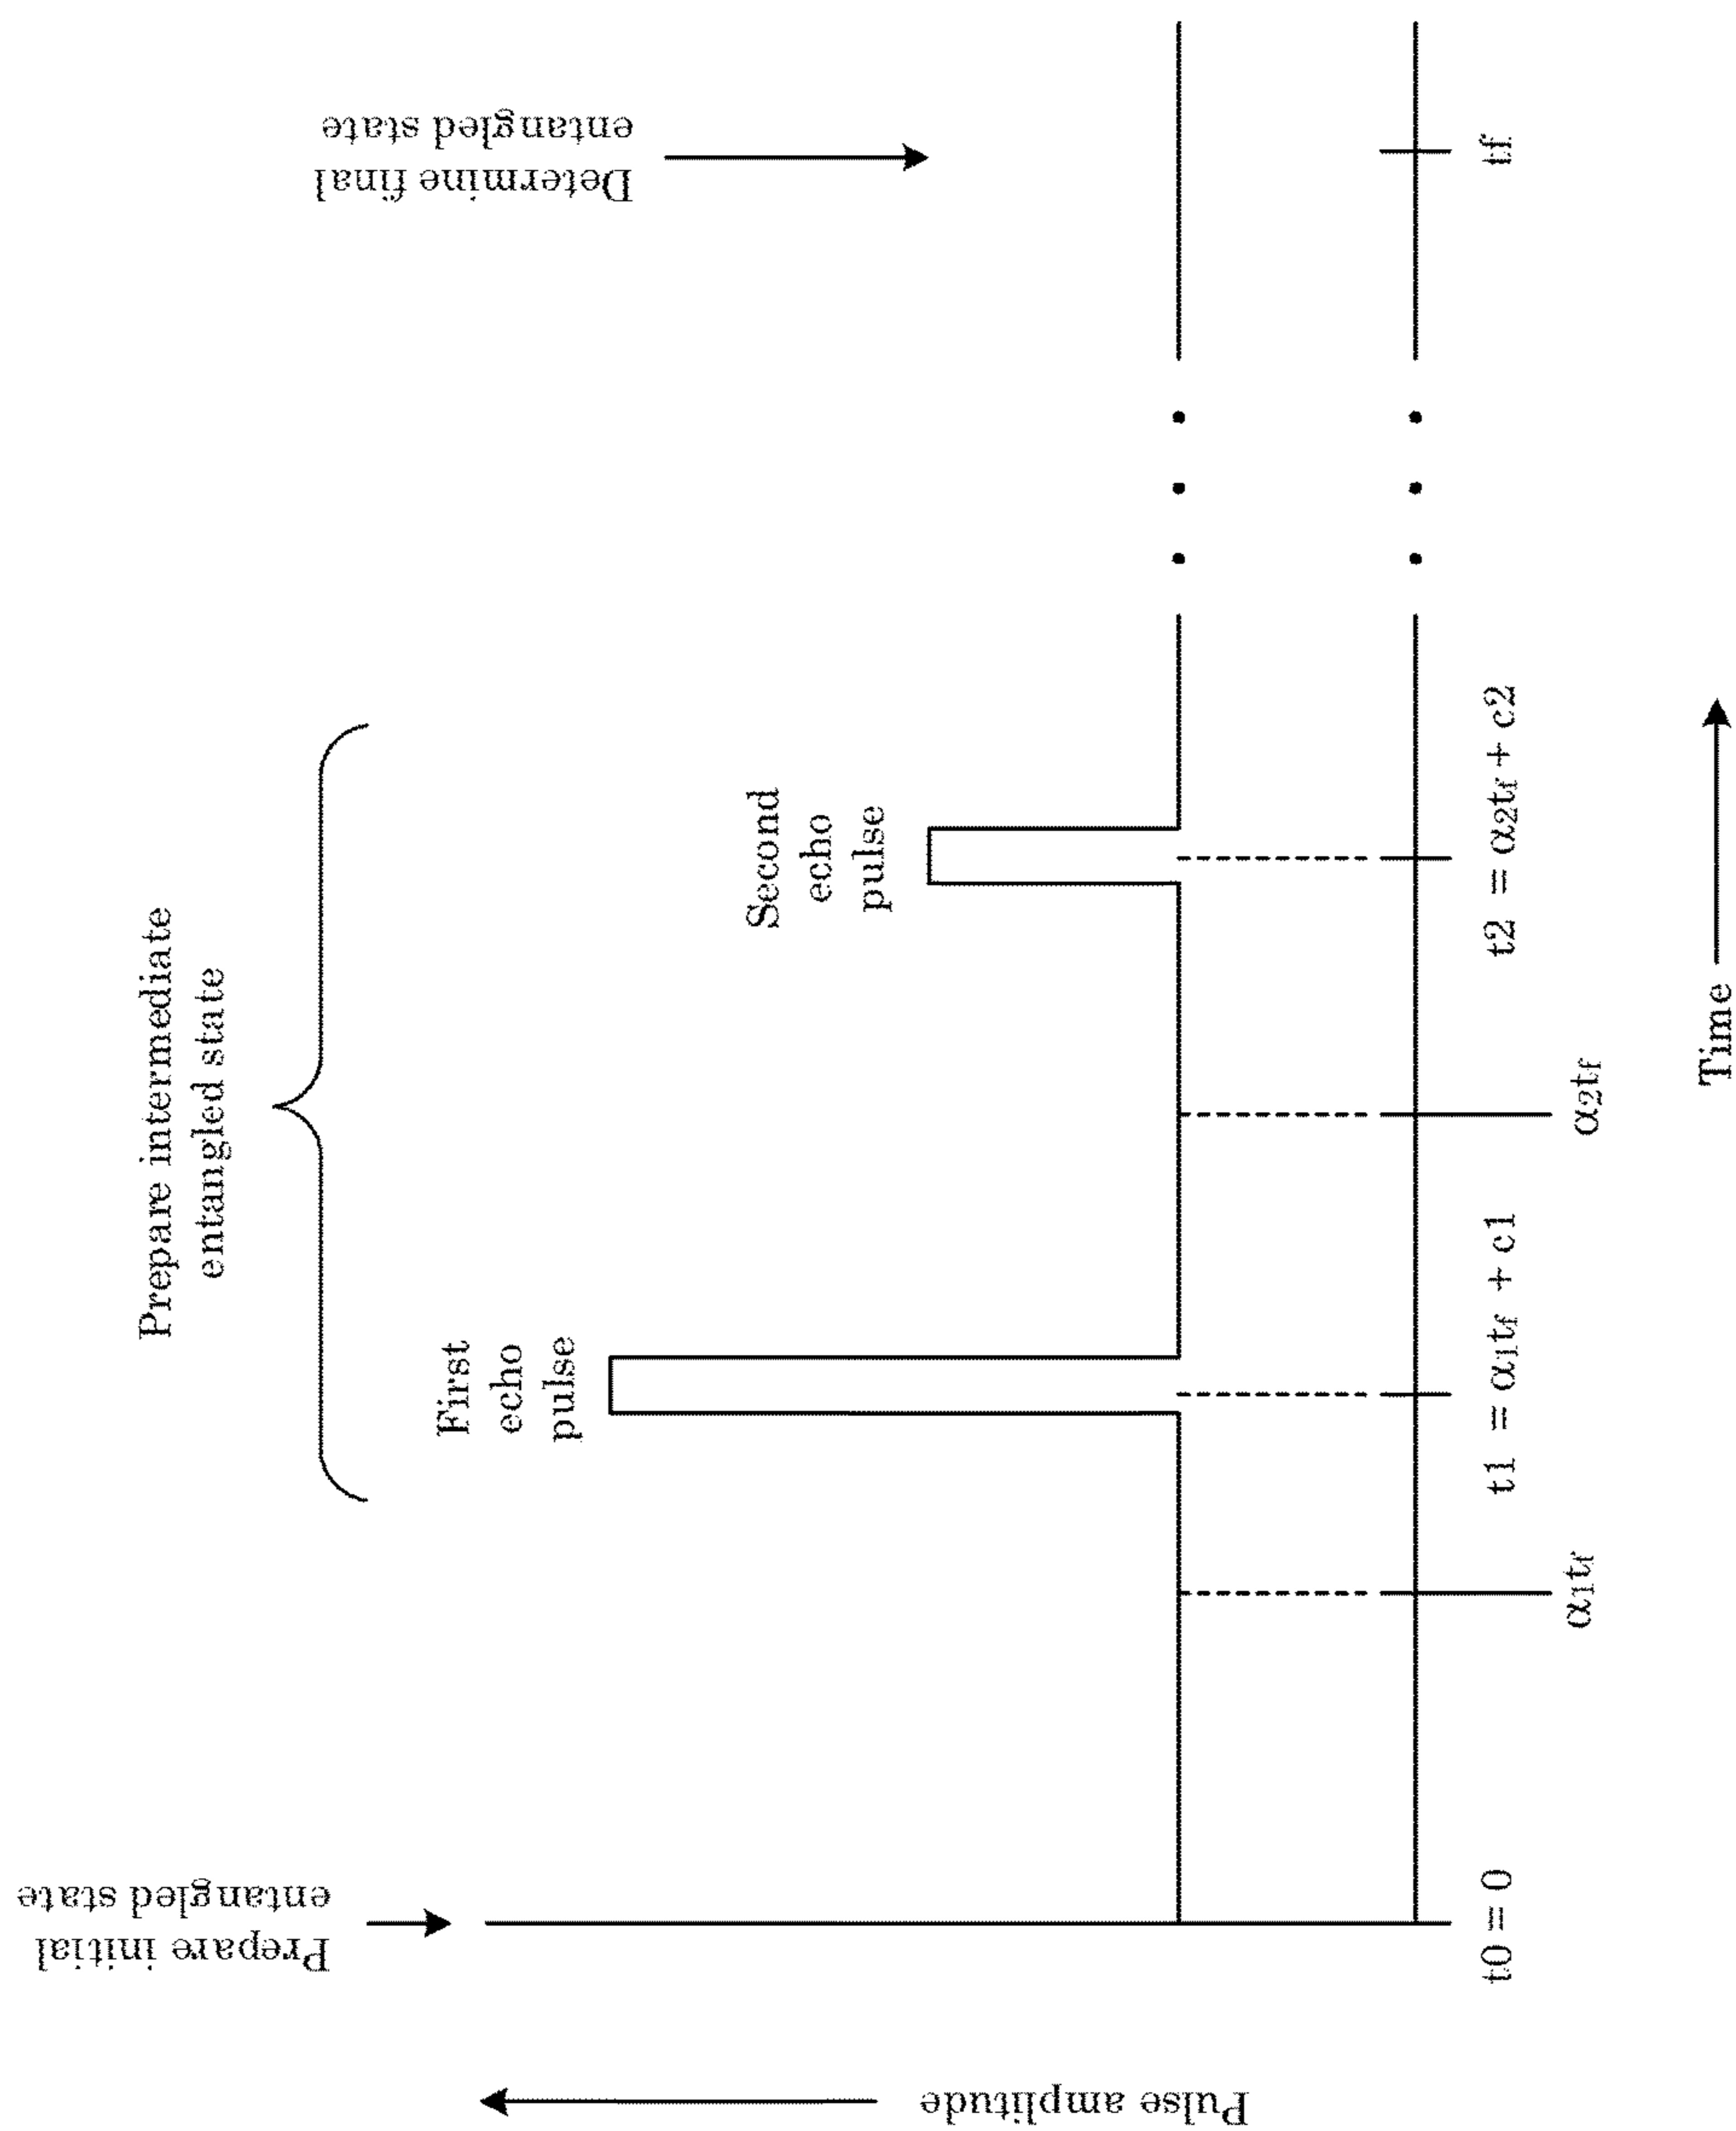 Prepare initial
entangled state
Prepare intermediate
entangled state
Determine final
entangled state
First
echo
pulse
Second
echo
pulse
Pulse amplitude
t0 = 0
t1 = α₁tf + c1
t2 = α₂tf + c2
tf
α₁tf
α₂tf
Time